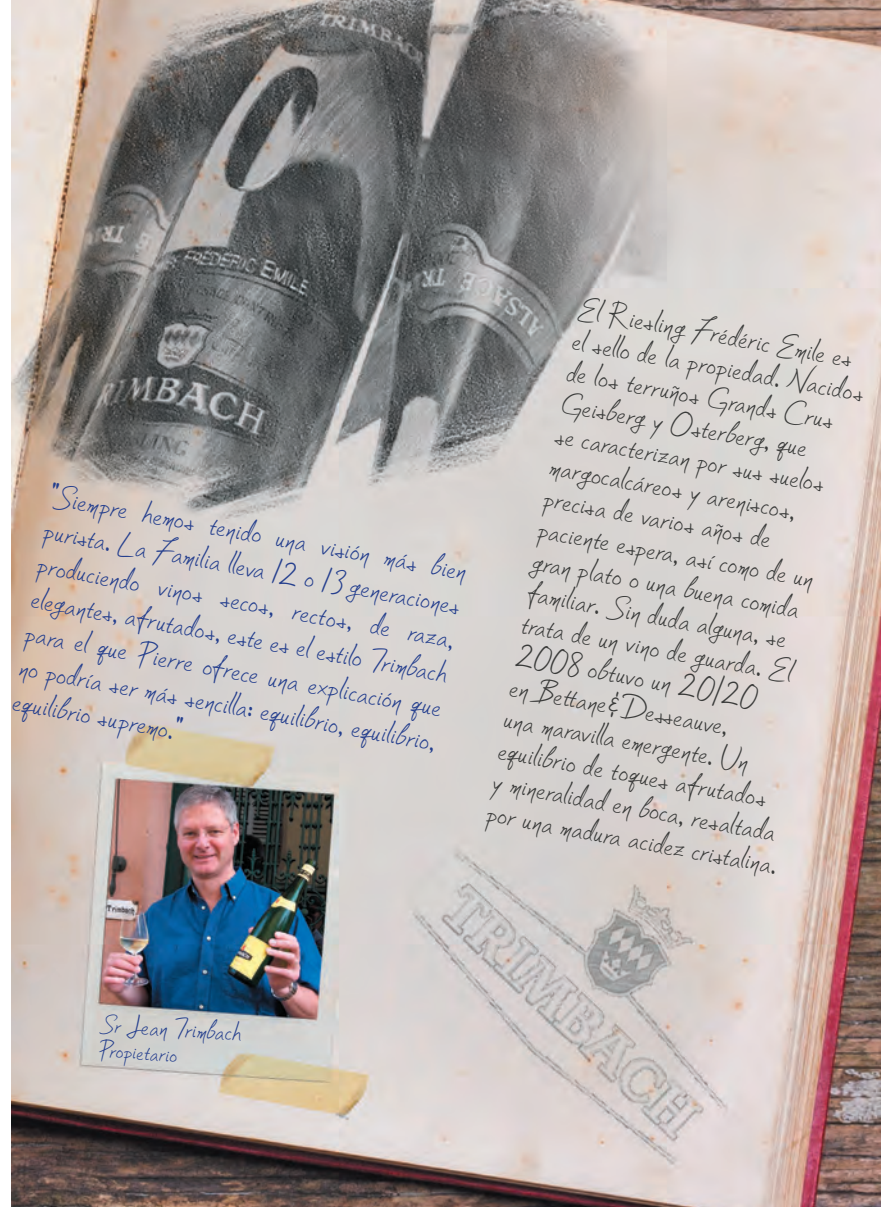 TRIMBACH
FREDERIC EMILE
TRIMBACH
ALSACE TR
"Siempre hemos tenido una visión más bien
purista. La Familia lleva 12 o 13 generaciones
produciendo vinos secos, rectos, de raza,
elegantes, afrutados, este es el estilo Trimbach
para el que Pierre ofrece una explicación que
no podría ser más sencilla: equilibrio, equilibrio,
equilibrio supremo."
El Riesling Frédéric Emile es
el sello de la propiedad. Nacidos
de los terruños Grands Crus
Geisberg y Osterberg, que
se caracterizan por sus suelos
margocalcáreos y areniscos,
precisa de varios años de
paciente espera, así como de un
gran plato o una buena comida
familiar. Sin duda alguna, se
trata de un vino de guarda. El
2008 obtuvo un 20/20
en Bettane&Desseauve,
una maravilla emergente. Un
equilibrio de toques afrutados
y mineralidad en boca, resaltada
por una madura acidez cristalina.
Trimbach
Sr Jean Trimbach
Propietario
TRIMBACH